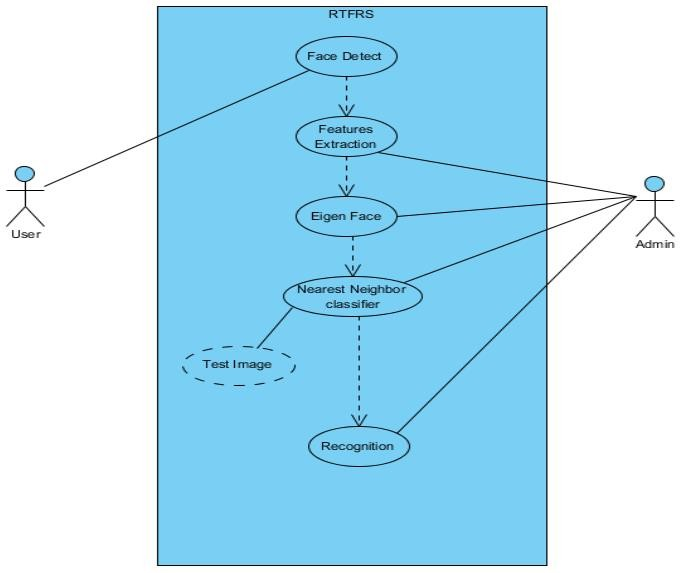 RTFRS
Face Detect
Features
Extraction
User
Admin
Eigen Face
Nearest Neighbor
classifier
Test Image
Recognition